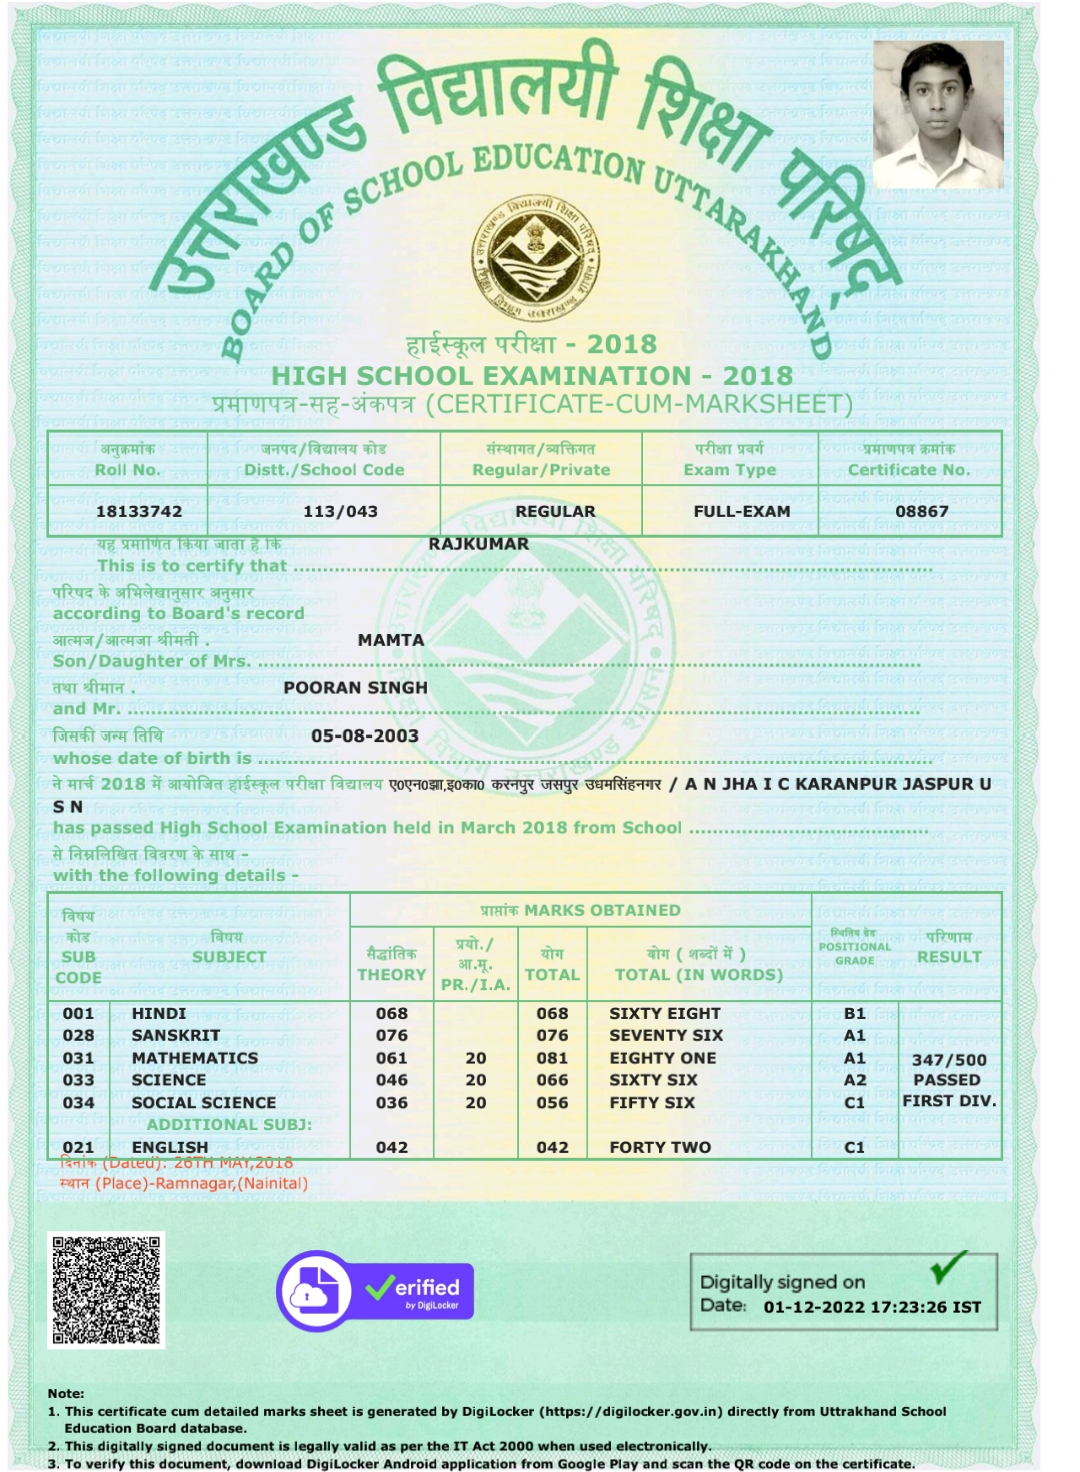 उत्तराखण्ड विद्यालयी शिक्षा परिषद्
BOARD OF SCHOOL EDUCATION UTTARAKHAND
हाईस्कूल परीक्षा - 2018
HIGH SCHOOL EXAMINATION - 2018
प्रमाणपत्र-सह-अंकपत्र (CERTIFICATE-CUM-MARKSHEET)
अनुक्रमांक जनपद/विद्यालय कोड संस्थागत/व्यक्तिगत परीक्षा प्रवर्ग प्रमाणपत्र क्रमांक
Roll No. Distt./School Code Regular/Private Exam Type Certificate No.
18133742 113/043 REGULAR FULL-EXAM 08867
यह प्रमाणित किया जाता है कि RAJKUMAR
This is to certify that
परिषद के अभिलेखानुसार अनुसार
according to Board's record
आत्मज/आत्मजा श्रीमती . MAMTA
Son/Daughter of Mrs.
तथा श्रीमान . POORAN SINGH
and Mr.
जिसकी जन्म तिथि 05-08-2003
whose date of birth is
ने मार्च 2018 में आयोजित हाईस्कूल परीक्षा विद्यालय ए०एन०झा,इ०का० करनपुर जसपुर उधमसिंहनगर / A N JHA I C KARANPUR JASPUR U
S N
has passed High School Examination held in March 2018 from School
से निम्नलिखित विवरण के साथ -
with the following details -
प्राप्तांक MARKS OBTAINED
विषय कोड SUB CODE विषय SUBJECT सैद्धांतिक THEORY प्रयो./ आ.मू. PR./I.A. योग TOTAL योग ( शब्दों में ) TOTAL (IN WORDS) स्थितिय ग्रेड POSITIONAL GRADE परिणाम RESULT
001 HINDI 068 068 SIXTY EIGHT B1
028 SANSKRIT 076 076 SEVENTY SIX A1
031 MATHEMATICS 061 20 081 EIGHTY ONE A1 347/500
033 SCIENCE 046 20 066 SIXTY SIX A2 PASSED
034 SOCIAL SCIENCE 036 20 056 FIFTY SIX C1 FIRST DIV.
ADDITIONAL SUBJ:
021 ENGLISH 042 042 FORTY TWO C1
दिनांक (Dated): 26TH MAY,2018
स्थान (Place)-Ramnagar,(Nainital)
Verified
by DigiLocker
Digitally signed on
Date: 01-12-2022 17:23:26 IST
Note:
1. This certificate cum detailed marks sheet is generated by DigiLocker (https://digilocker.gov.in) directly from Uttrakhand School
Education Board database.
2. This digitally signed document is legally valid as per the IT Act 2000 when used electronically.
3. To verify this document, download DigiLocker Android application from Google Play and scan the QR code on the certificate.